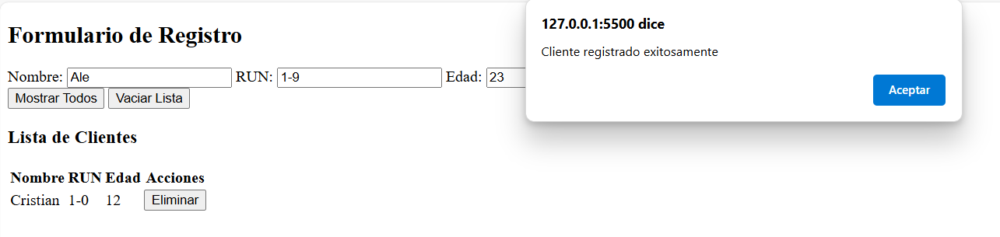 Formulario de Registro
Nombre: Ale RUN: 1-9 Edad: 23
Mostrar Todos Vaciar Lista
Lista de Clientes
Nombre RUN Edad Acciones
Cristian 1-0 12 Eliminar
127.0.0.1:5500 dice
Cliente registrado exitosamente
Aceptar